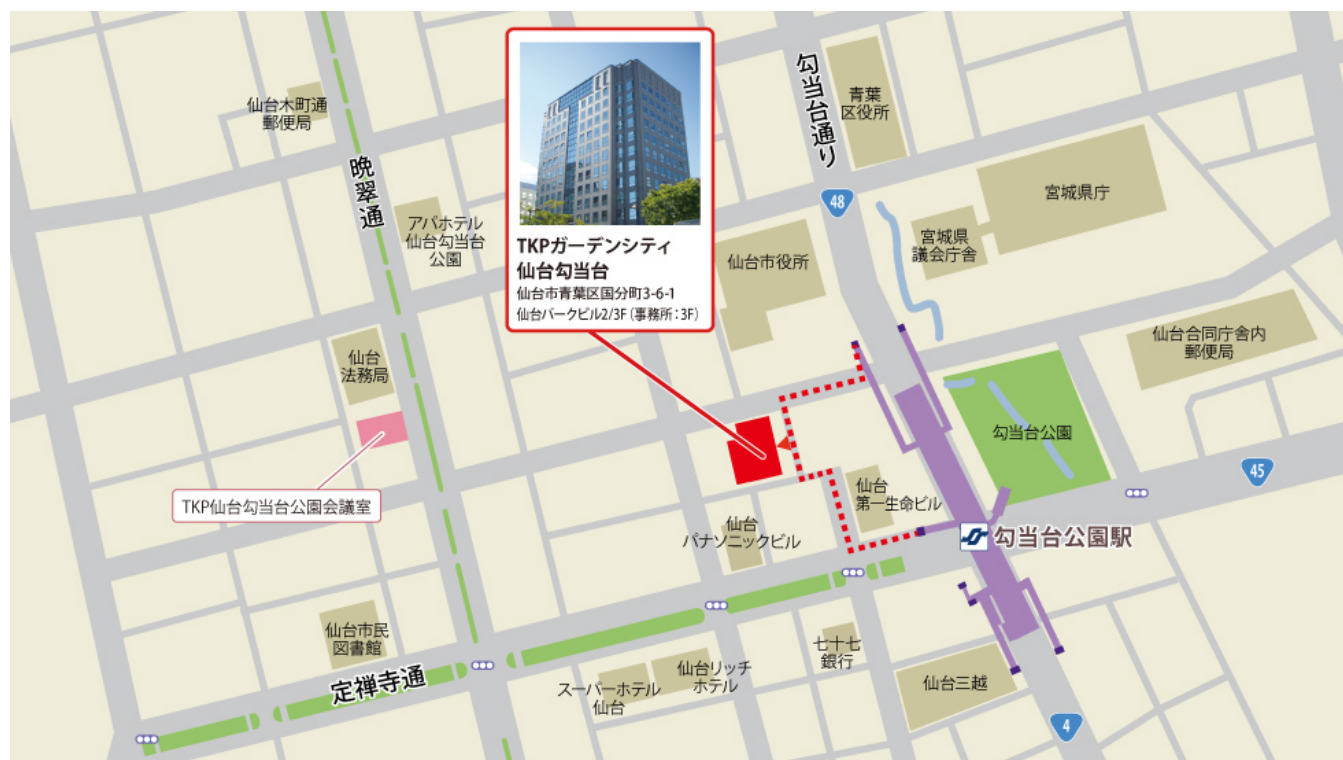 仙台木町通
郵便局
晩翠通
アパホテル
仙台勾当台
公園
仙台
法務局
TKP仙台勾当台公園会議室
仙台市民
図書館
定禅寺通
TKPガーデンシティ
仙台勾当台
仙台市青葉区国分町3-6-1
仙台パークビル2/3F（事務所：3F）
勾当台通り
青葉
区役所
48
宮城県庁
宮城県
議会庁舎
仙台市役所
仙台合同庁舎内
郵便局
勾当台公園
45
仙台
第一生命ビル
仙台
パナソニックビル
勾当台公園駅
七十七
銀行
仙台リッチ
ホテル
スーパーホテル
仙台
仙台三越
4